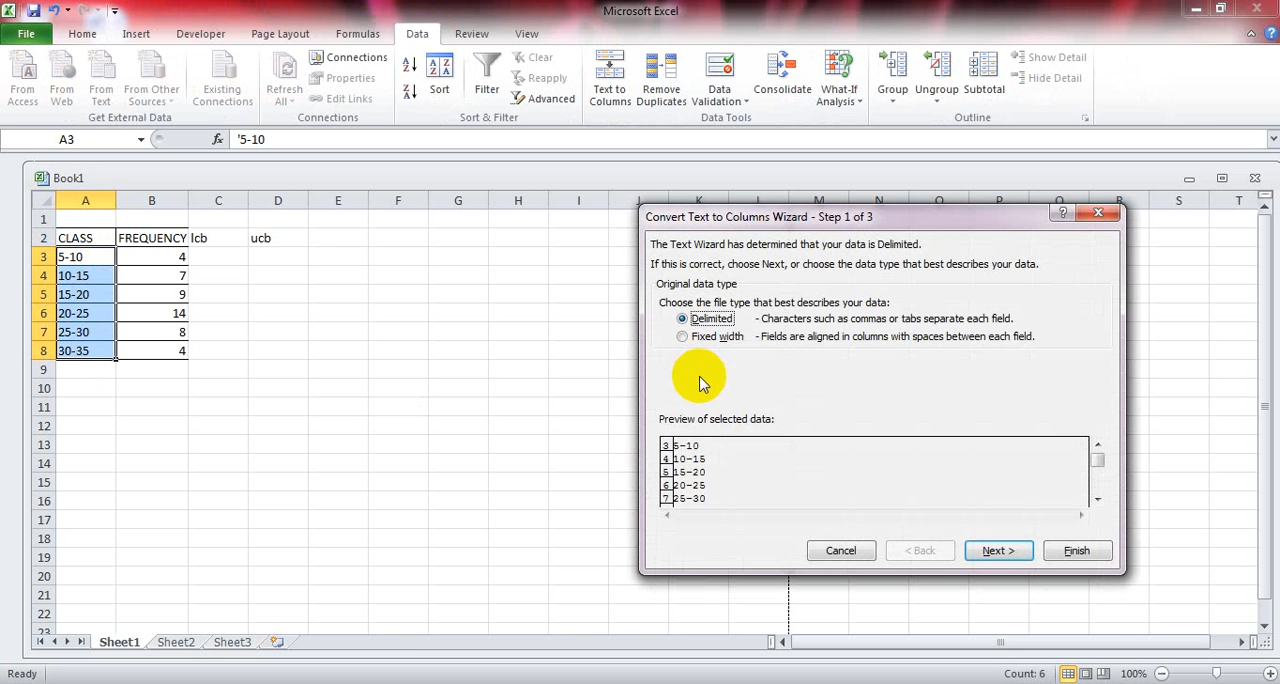 Microsoft Excel
File Home Insert Developer Page Layout Formulas Data Review View
From Access
From Web
From Text
From Other Sources
Existing Connections
Get External Data
Refresh All
Connections
Properties
Edit Links
Connections
Sort
Filter
Clear
Reapply
Advanced
Sort & Filter
Text to Columns
Remove Duplicates
Data Validation
Consolidate
What-If Analysis
Data Tools
Group
Ungroup
Subtotal
Show Detail
Hide Detail
Outline
A3 fx '5-10
Book1
A B C D E F G H I J K L M N O P Q R S T
1
2 CLASS FREQUENCY lcb ucb
3 5-10 4
4 10-15 7
5 15-20 9
6 20-25 14
7 25-30 8
8 30-35 4
9
10
11
12
13
14
15
16
17
18
19
20
21
22
23
Convert Text to Columns Wizard - Step 1 of 3
The Text Wizard has determined that your data is Delimited.
If this is correct, choose Next, or choose the data type that best describes your data.
Original data type
Choose the file type that best describes your data:
Delimited - Characters such as commas or tabs separate each field.
Fixed width - Fields are aligned in columns with spaces between each field.
Preview of selected data:
3 5-10
4 10-15
5 15-20
6 20-25
7 25-30
Cancel < Back Next > Finish
Sheet1 Sheet2 Sheet3
Ready Count: 6 100%